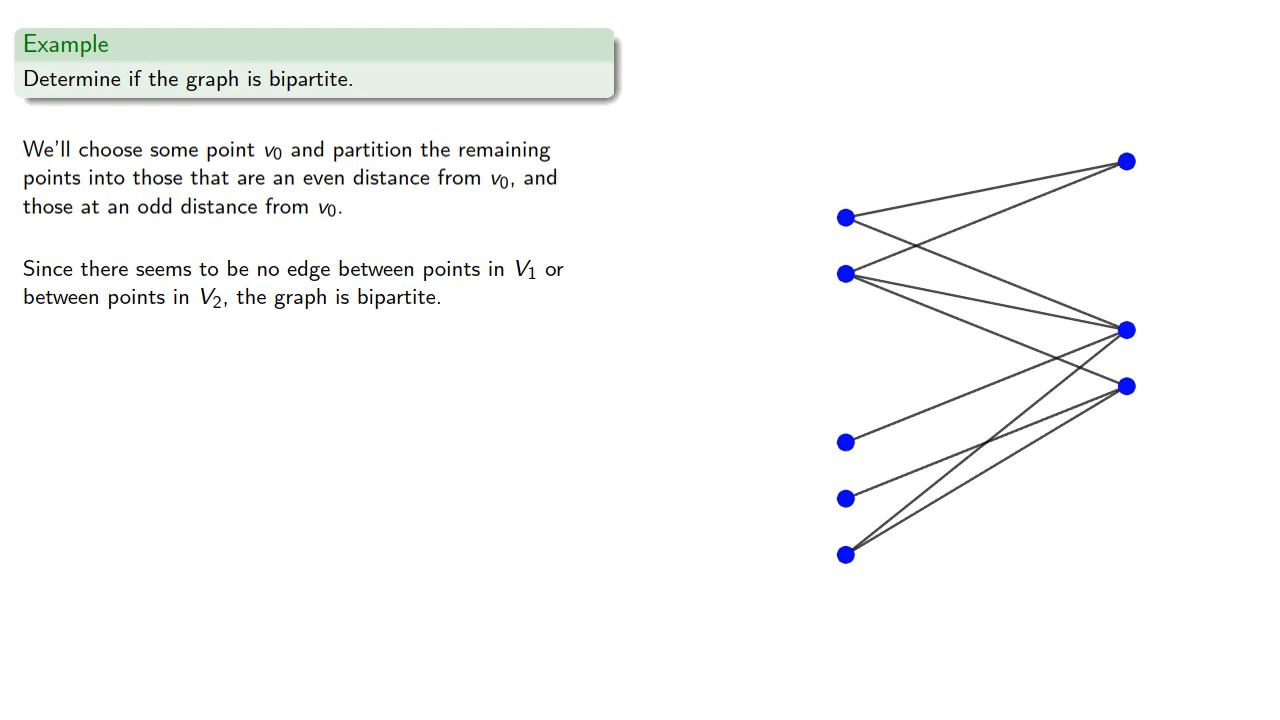 Example
Determine if the graph is bipartite.
We'll choose some point v₀ and partition the remaining
points into those that are an even distance from v₀, and
those at an odd distance from v₀.
Since there seems to be no edge between points in V₁ or
between points in V₂, the graph is bipartite.